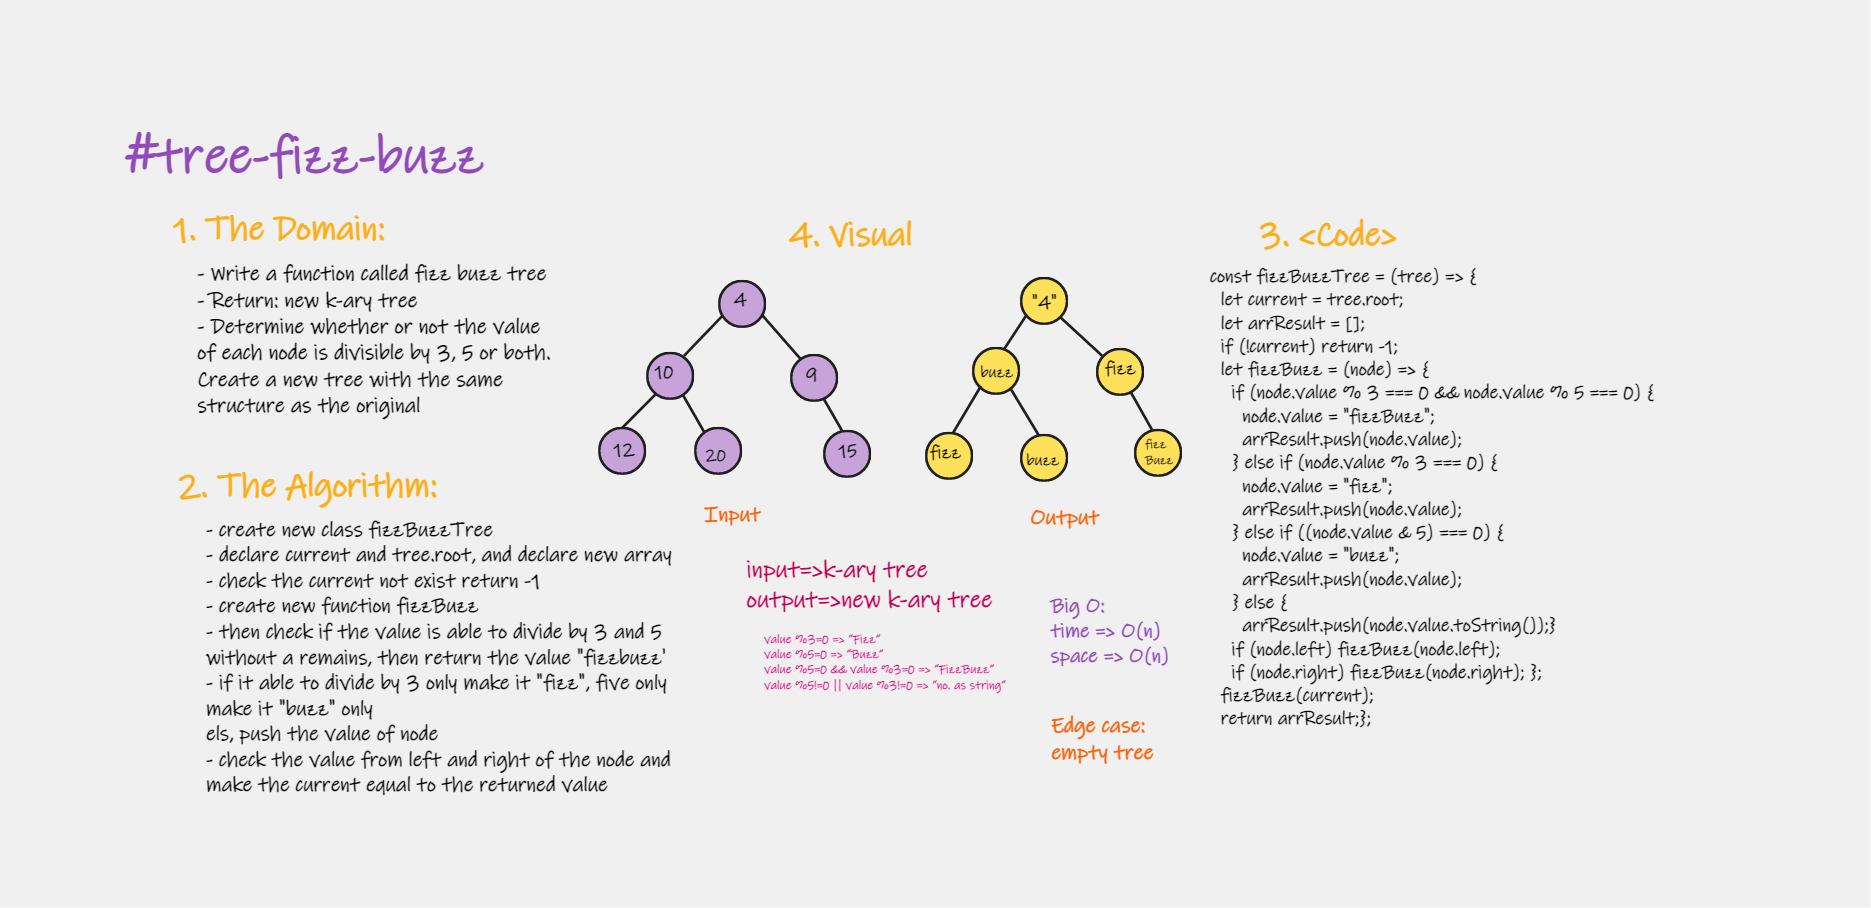 #tree-fizz-buzz
1. The Domain:
- Write a function called fizz buzz tree
- Return: new k-ary tree
- Determine whether or not the value
of each node is divisible by 3, 5 or both.
Create a new tree with the same
structure as the original
2. The Algorithm:
- create new class fizzBuzzTree
- declare current and tree.root, and declare new array
- check the current not exist return -1
- create new function fizzBuzz
- then check if the value is able to divide by 3 and 5
without a remains, then return the value "fizzbuzz'
- if it able to divide by 3 only make it "fizz", five only
make it "buzz" only
els, push the value of node
- check the value from left and right of the node and
make the current equal to the returned value
4. Visual
4
10
9
12
20
15
Input
"4"
buzz
fizz
fizz
buzz
fizz
Buzz
Output
input=>k-ary tree
output=>new k-ary tree
value %3=0 => "Fizz"
value %5=0 => "Buzz"
value %5=0 && value %3=0 => "FizzBuzz"
value %5!=0 || value %3!=0 => "no. as string"
Big O:
time => O(n)
space => O(n)
Edge case:
empty tree
3. <Code>
const fizzBuzzTree = (tree) => {
let current = tree.root;
let arrResult = [];
if (!current) return -1;
let fizzBuzz = (node) => {
if (node.value % 3 === 0 && node.value % 5 === 0) {
node.value = "fizzBuzz";
arrResult.push(node.value);
} else if (node.value % 3 === 0) {
node.value = "fizz";
arrResult.push(node.value);
} else if ((node.value & 5) === 0) {
node.value = "buzz";
arrResult.push(node.value);
} else {
arrResult.push(node.value.toString());}
if (node.left) fizzBuzz(node.left);
if (node.right) fizzBuzz(node.right); };
fizzBuzz(current);
return arrResult;};